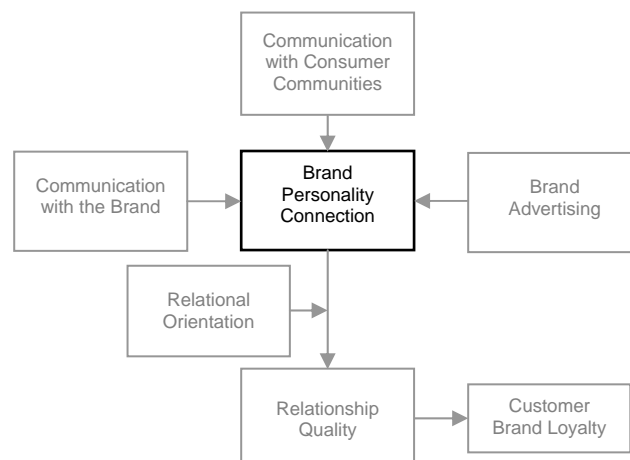 Communication
with Consumer
Communities
Communication
with the Brand
Brand
Personality
Connection
Brand
Advertising
Relational
Orientation
Relationship
Quality
Customer
Brand Loyalty